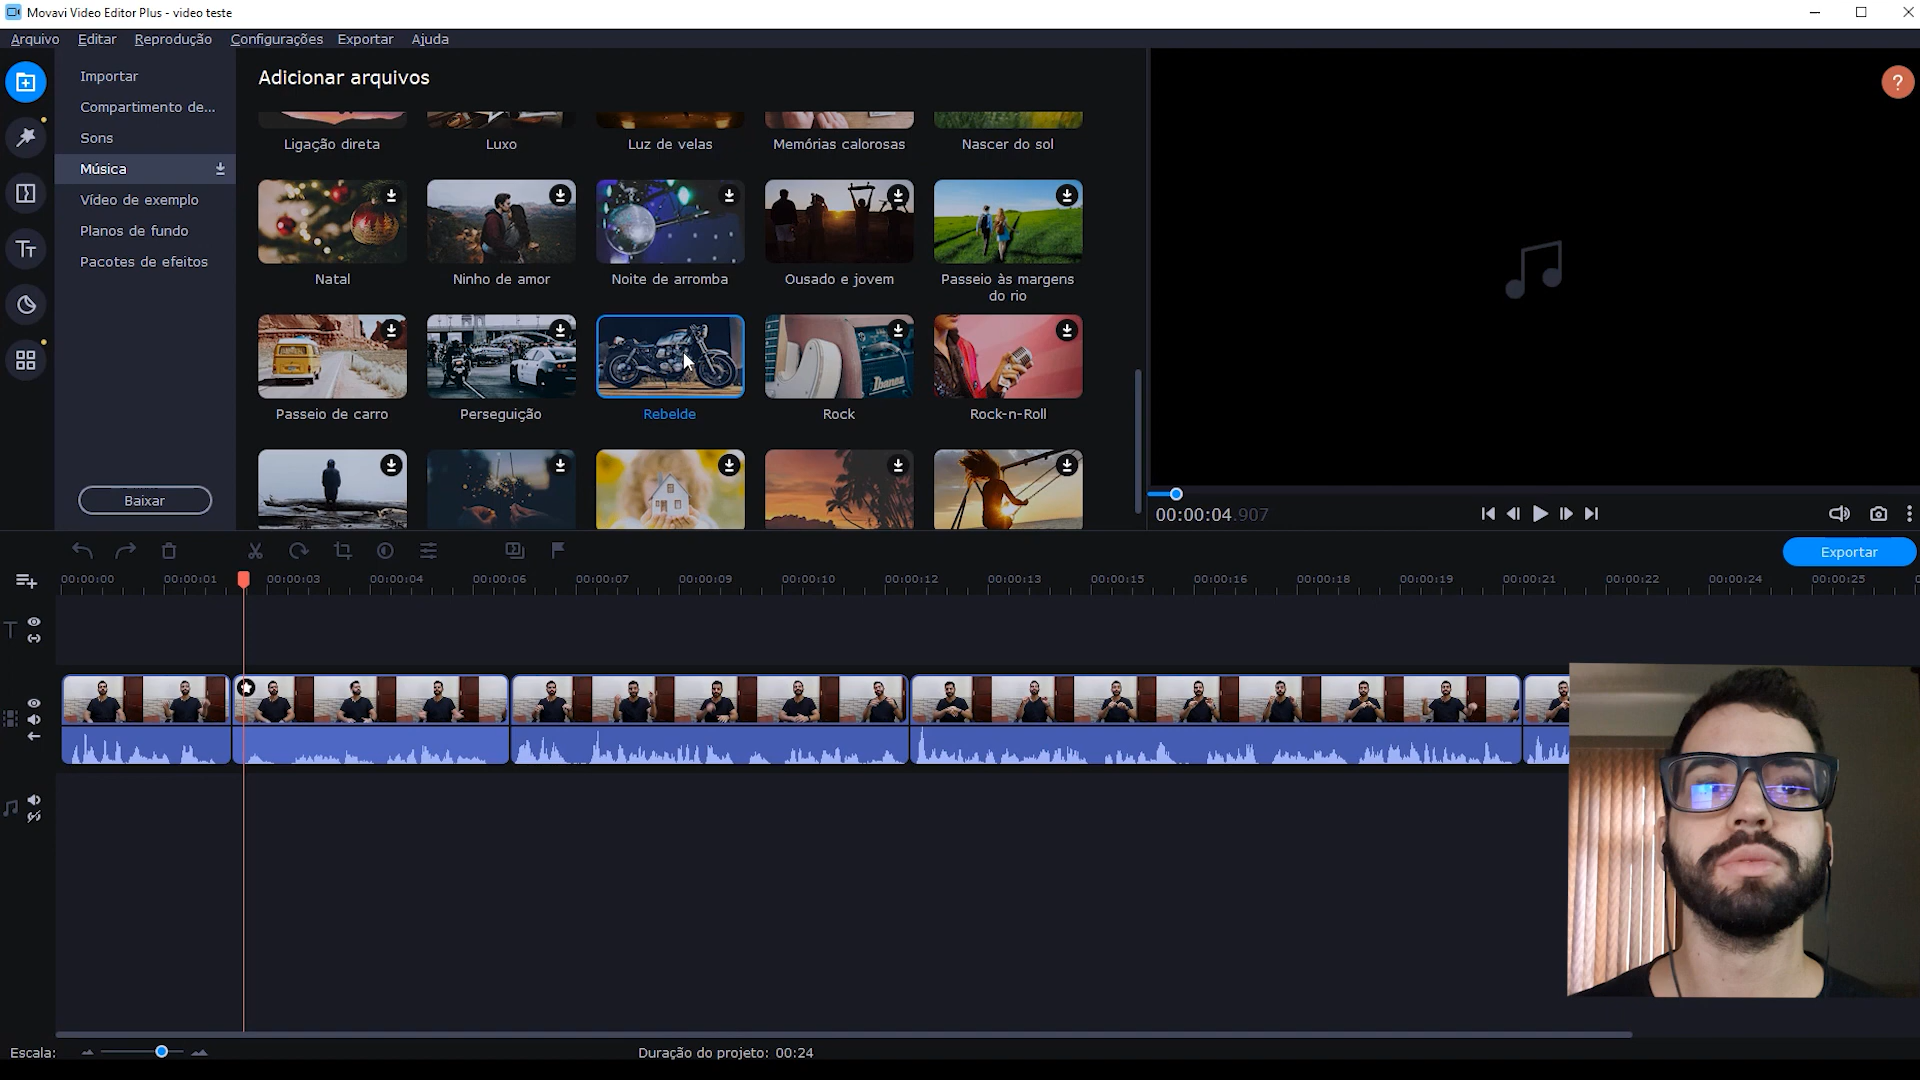 Movavi Video Editor Plus - video teste
Arquivo Editar Reprodução Configurações Exportar Ajuda
Importar
Compartimento de...
Sons
Música
Vídeo de exemplo
Planos de fundo
Pacotes de efeitos
Baixar
Adicionar arquivos
Ligação direta Luxo Luz de velas Memórias calorosas Nascer do sol
Natal Ninho de amor Noite de arromba Ousado e jovem Passeio às margens
do rio
Ibanez
Passeio de carro Perseguição Rebelde Rock Rock-n-Roll
?
00:00:04.907
Exportar
00:00:00 00:00:01 00:00:03 00:00:04 00:00:06 00:00:07 00:00:09 00:00:10 00:00:12 00:00:13 00:00:15 00:00:16 00:00:18 00:00:19 00:00:21 00:00:22 00:00:24 00:00:25
Escala: Duração do projeto: 00:24